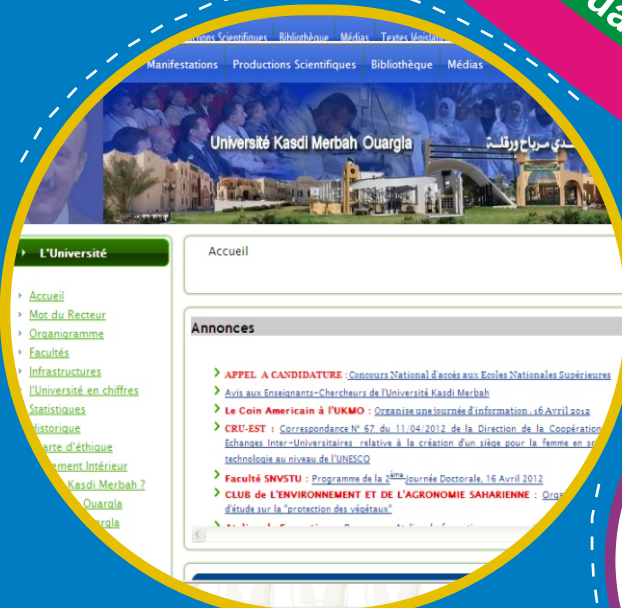 Scientifiques Bibliothèque Médias Textes
Manifestations Productions Scientifiques Bibliothèque Médias
Université Kasdi Merbah Ouargla
مرباح ورقلة
L'Université
Accueil
Mot du Recteur
Organigramme
Facultés
Infrastructures
l'Université en chiffres
Statistiques
d'éthique
Intérieur
Kasdi Merbah ?
Ouargla
Accueil
Annonces
APPEL A CANDIDATURE : Concours National d'accès aux Ecoles Nationales Supérieures
Avis aux Enseignants-Chercheurs de l'Université Kasdi Merbah
Le Coin Americain à l'UKMO : Organise une journée d'information , 16 Avril 2012
CRU-EST : Correspondance N° 67 du 11/04/2012 de la Direction de la Coopération
Echanges Inter-Universitaires relative à la création d'un siège pour la femme en
technologie au niveau de l'UNESCO
Faculté SNVSTU : Programme de la 2ème Journée Doctorale, 16 Avril 2012
CLUB de L'ENVIRONNEMENT ET DE L'AGRONOMIE SAHARIENNE :
d'étude sur la "protection des végétaux"